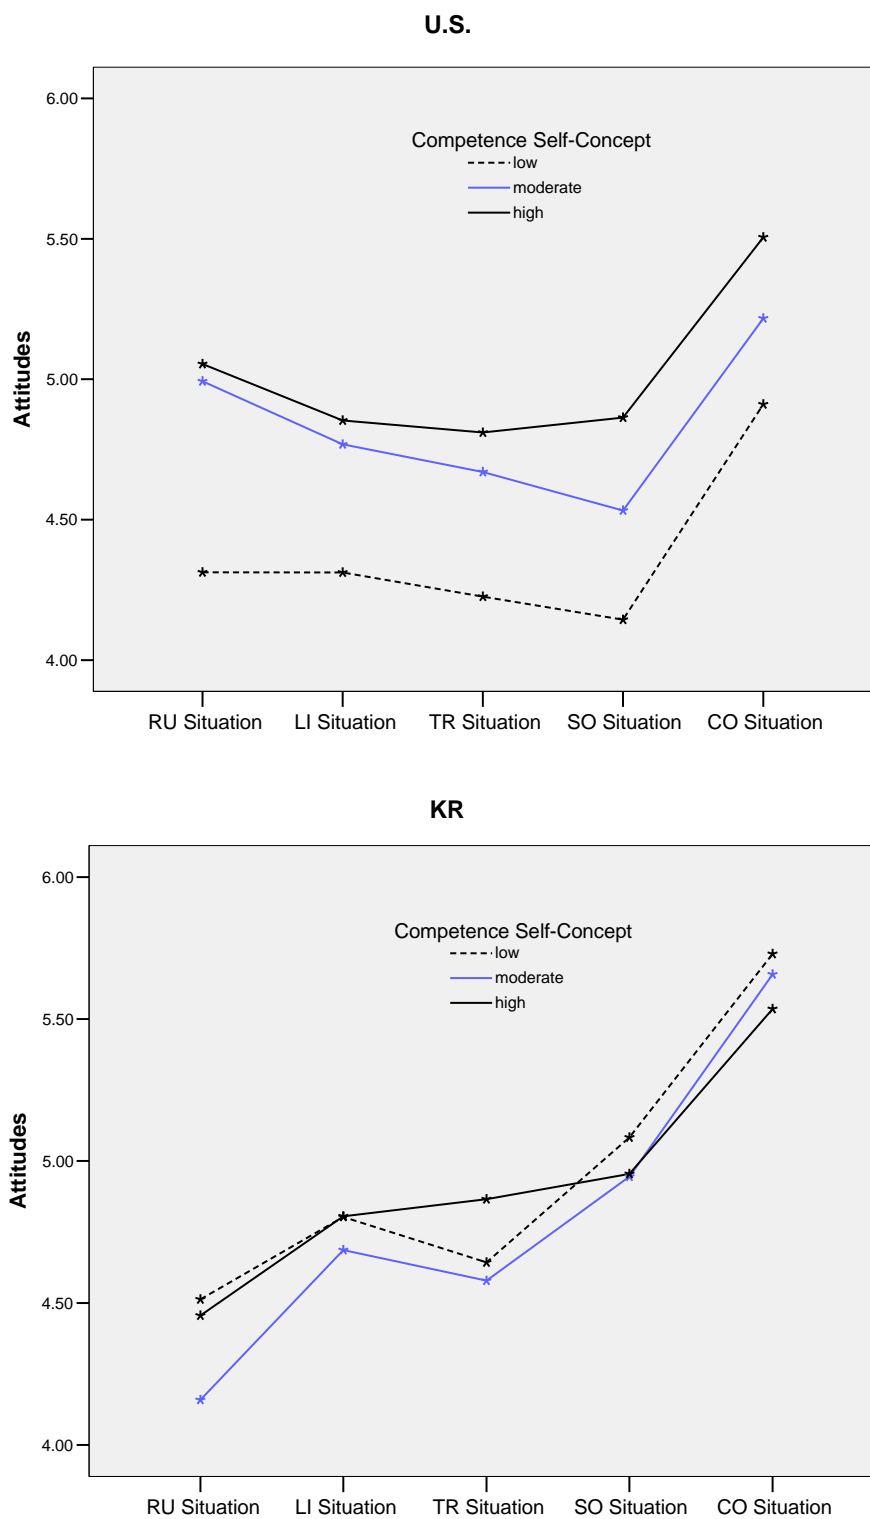 U.S.
6.00
Competence Self-Concept
low
moderate
high
5.50
Attitudes
5.00
4.50
4.00
RU Situation LI Situation TR Situation SO Situation CO Situation
KR
6.00
Competence Self-Concept
low
moderate
high
5.50
Attitudes
5.00
4.50
4.00
RU Situation LI Situation TR Situation SO Situation CO Situation